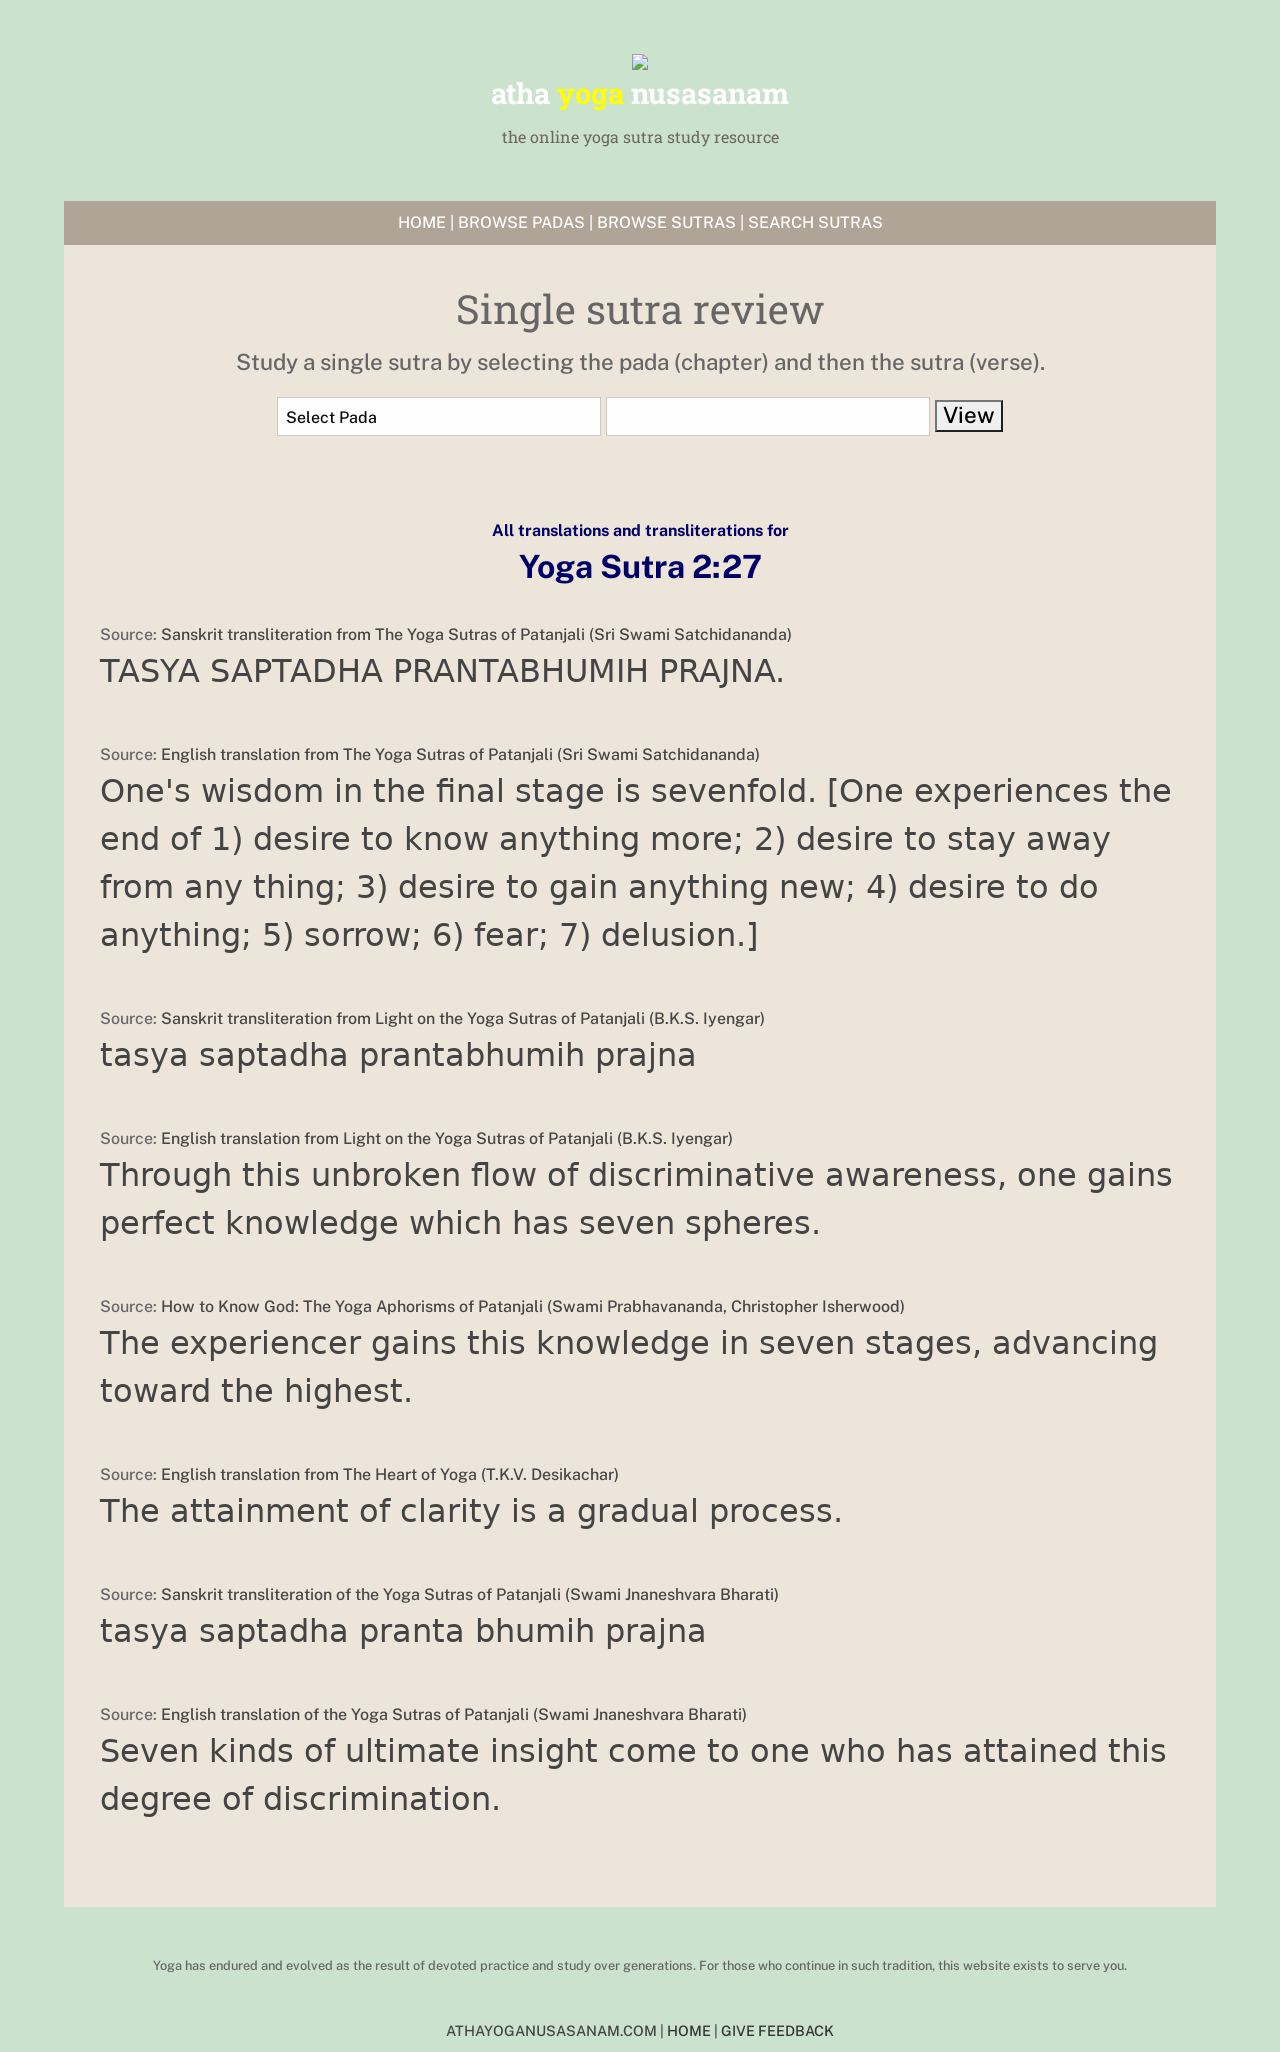 atha yoga nusasanam
the online yoga sutra study resource
HOME | BROWSE PADAS | BROWSE SUTRAS | SEARCH SUTRAS
Single sutra review
Study a single sutra by selecting the pada (chapter) and then the sutra (verse).
Select Pada View
All translations and transliterations for
Yoga Sutra 2:27
Source: Sanskrit transliteration from The Yoga Sutras of Patanjali (Sri Swami Satchidananda)
TASYA SAPTADHA PRANTABHUMIH PRAJNA.
Source: English translation from The Yoga Sutras of Patanjali (Sri Swami Satchidananda)
One's wisdom in the final stage is sevenfold. [One experiences the
end of 1) desire to know anything more; 2) desire to stay away
from any thing; 3) desire to gain anything new; 4) desire to do
anything; 5) sorrow; 6) fear; 7) delusion.]
Source: Sanskrit transliteration from Light on the Yoga Sutras of Patanjali (B.K.S. Iyengar)
tasya saptadha prantabhumih prajna
Source: English translation from Light on the Yoga Sutras of Patanjali (B.K.S. Iyengar)
Through this unbroken flow of discriminative awareness, one gains
perfect knowledge which has seven spheres.
Source: How to Know God: The Yoga Aphorisms of Patanjali (Swami Prabhavananda, Christopher Isherwood)
The experiencer gains this knowledge in seven stages, advancing
toward the highest.
Source: English translation from The Heart of Yoga (T.K.V. Desikachar)
The attainment of clarity is a gradual process.
Source: Sanskrit transliteration of the Yoga Sutras of Patanjali (Swami Jnaneshvara Bharati)
tasya saptadha pranta bhumih prajna
Source: English translation of the Yoga Sutras of Patanjali (Swami Jnaneshvara Bharati)
Seven kinds of ultimate insight come to one who has attained this
degree of discrimination.
Yoga has endured and evolved as the result of devoted practice and study over generations. For those who continue in such tradition, this website exists to serve you.
ATHAYOGANUSASANAM.COM | HOME | GIVE FEEDBACK